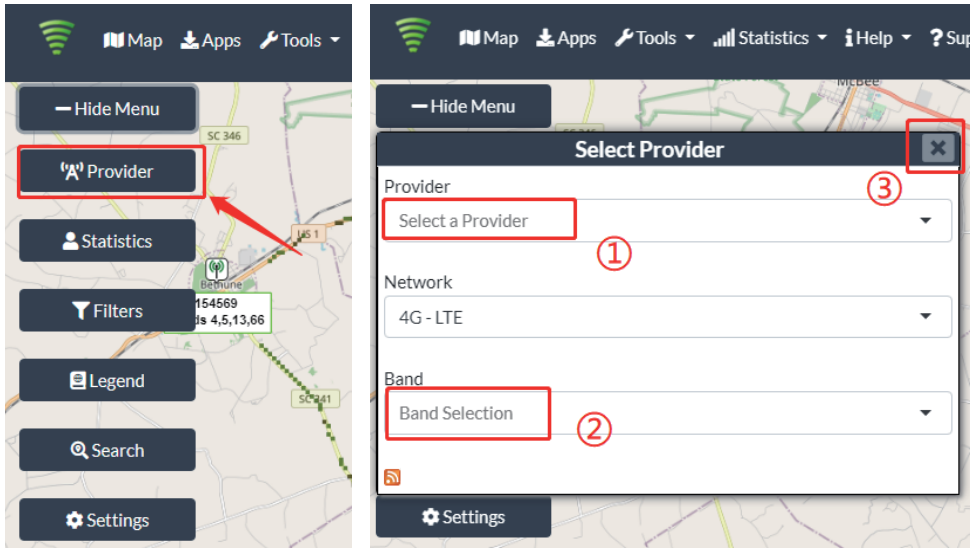 Map Apps Tools
Hide Menu
SC 346
Provider
Statistics
US 1
Bethune
154569
4,5,13,66
Filters
Legend
SC 341
Search
Settings
Map Apps Tools Statistics Help ? Sup
McBee
Hide Menu
Select Provider
③
Provider
Select a Provider
①
Network
4G - LTE
Band
Band Selection
②
Settings